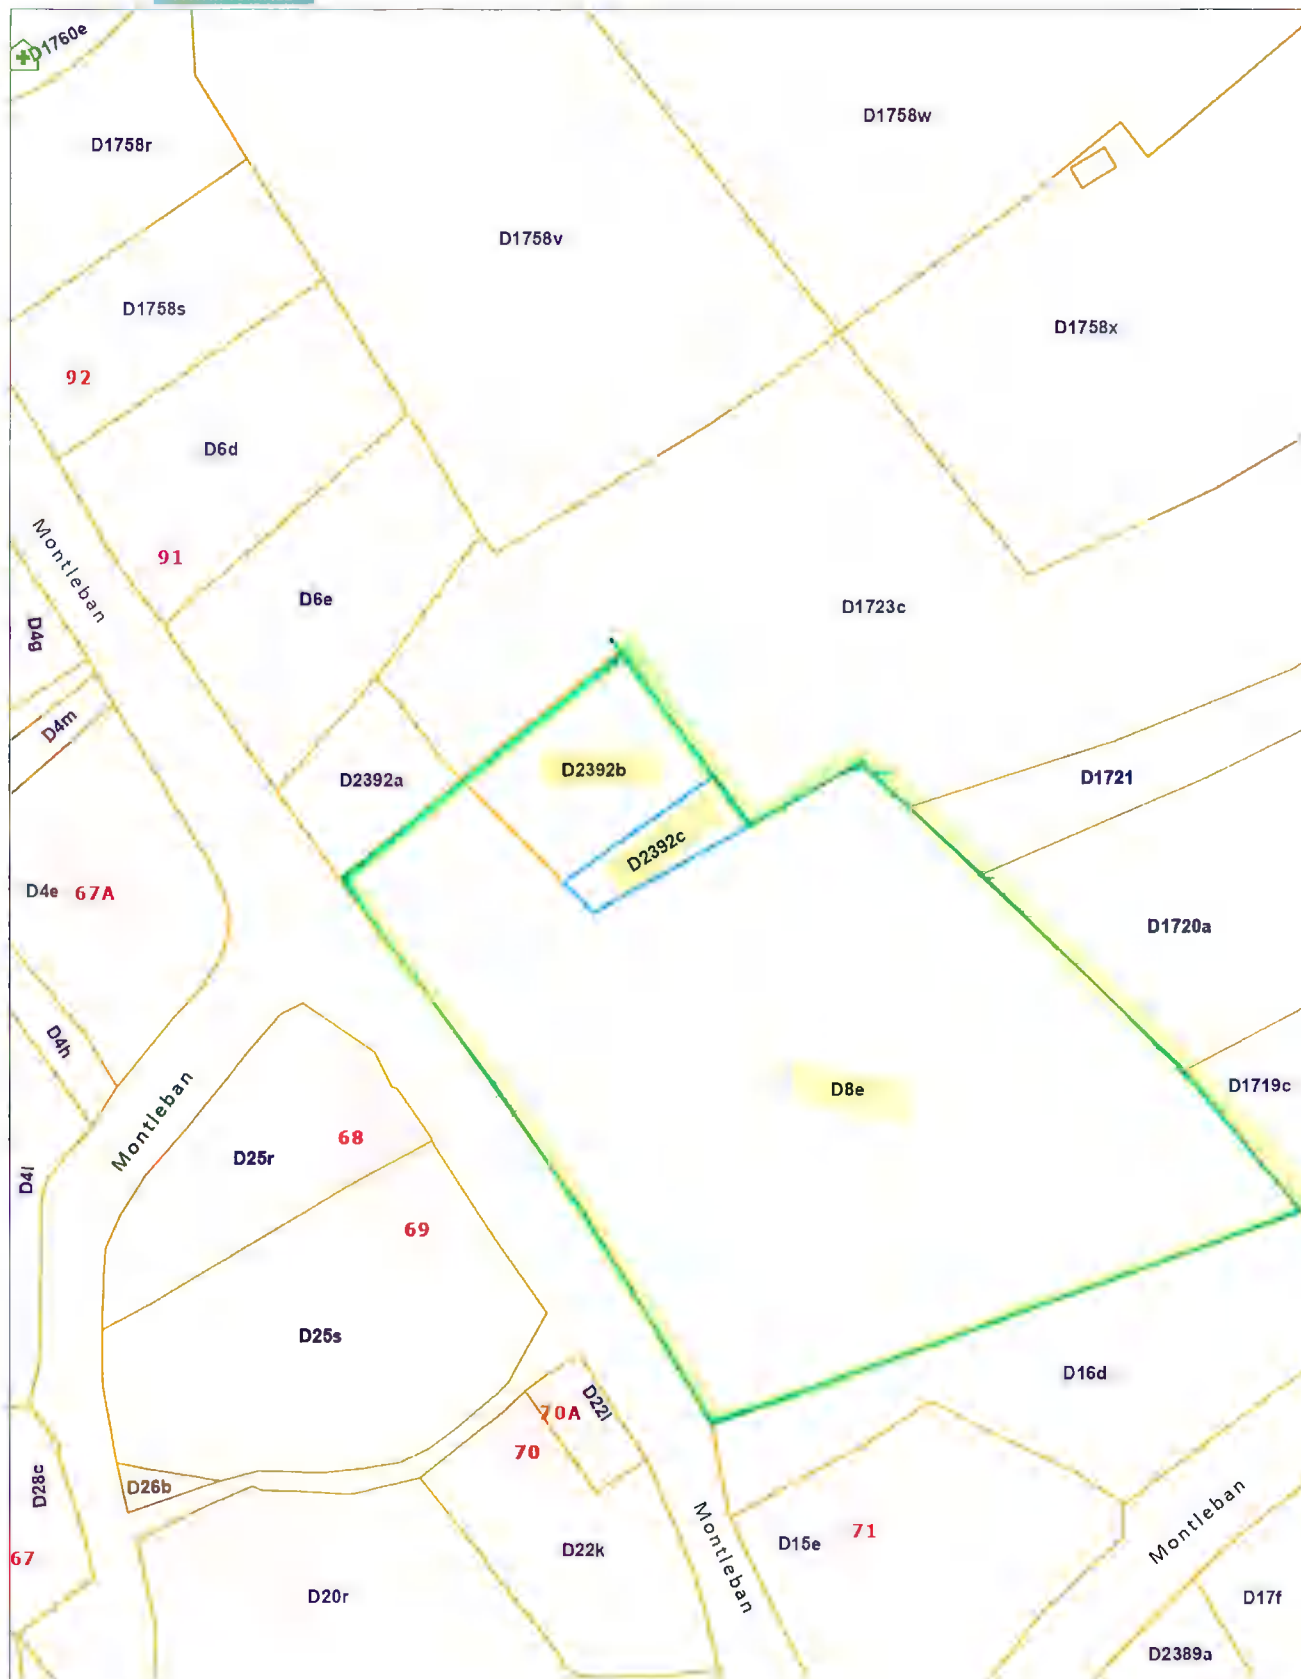 D1760e
D1758w
D1758r
D1758v
D1758s
D1758x
92
D6d
Montleban
91
D6e
D1723c
D4g
D4m
D2392a
D2392b
D1721
D2392c
D4e
67A
D1720a
D4h
Montleban
D8e
D1719c
68
D25r
D4l
69
D25s
D16d
D22l
70A
70
D28c
D26b
Montleban
71
D15e
Montleban
67
D22k
D20r
D17f
D2389a